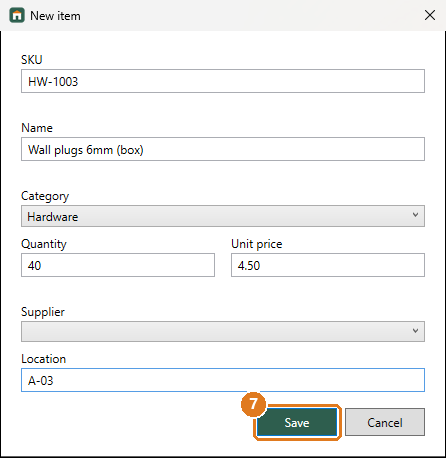 New item
SKU
HW-1003
Name
Wall plugs 6mm (box)
Category
Hardware
Quantity
Unit price
40
4.50
Supplier
Location
A-03
7
Save
Cancel